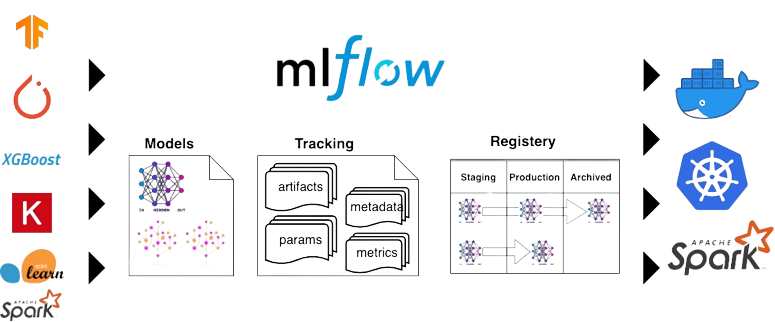 mlflow
XGBoost
K
learn
APACHE
Spark
Models
IN HIDDEN OUT
Tracking
artifacts
metadata
params
metrics
Registery
Staging Production Archived
APACHE
Spark